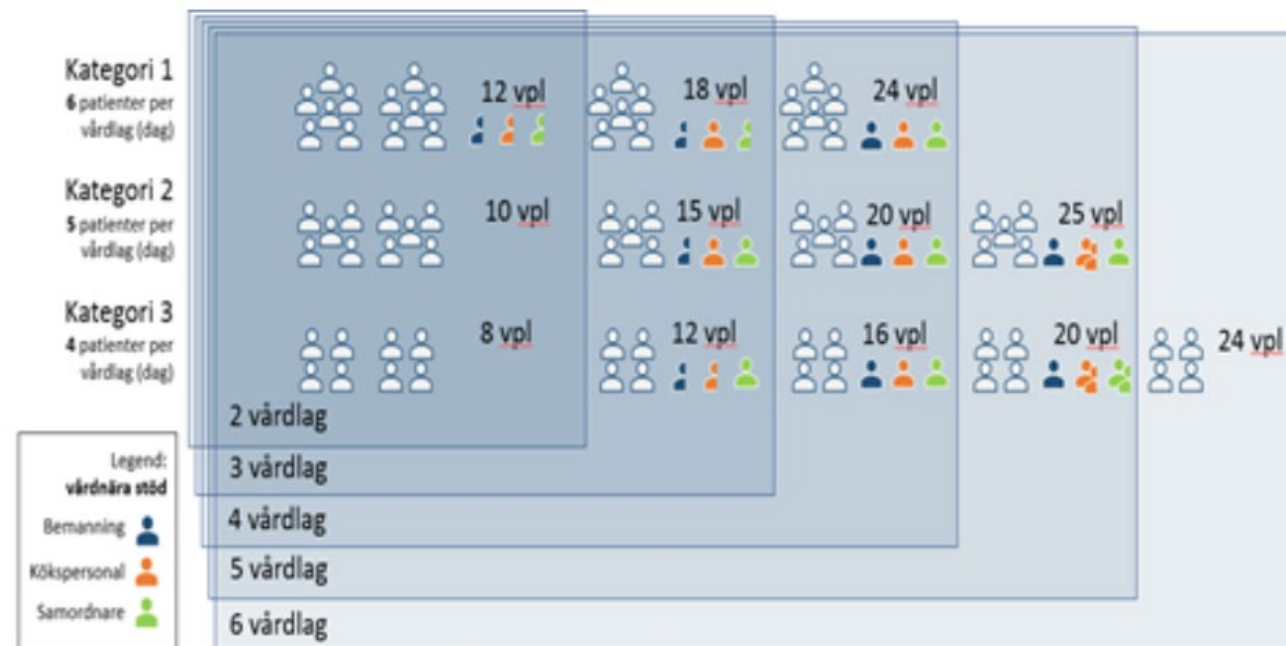 Kategori 1
6 patienter per
vårdlag (dag)
12 vpl
18 vpl
24 vpl
Kategori 2
5 patienter per
vårdlag (dag)
10 vpl
15 vpl
20 vpl
25 vpl
Kategori 3
4 patienter per
vårdlag (dag)
8 vpl
12 vpl
16 vpl
20 vpl
24 vpl
2 vårdlag
3 vårdlag
4 vårdlag
5 vårdlag
6 vårdlag
Legend:
vårdnära stöd
Bemanning
Kökspersonal
Samordnare